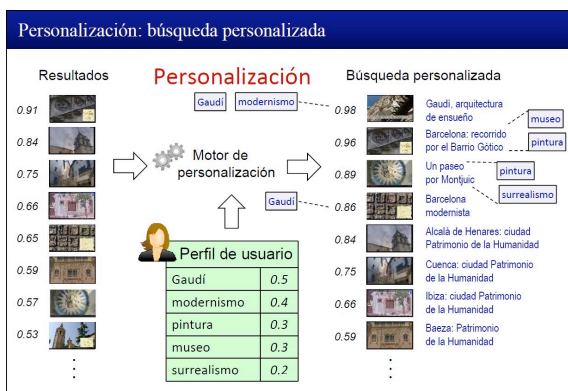 Personalización: búsqueda personalizada
Resultados
Personalización
Búsqueda personalizada
Gaudí
modernismo
0.91
0.84
0.75
0.66
0.65
0.59
0.57
0.53
Motor de
personalización
Gaudí
Perfil de usuario
Gaudí 0.5
modernismo 0.4
pintura 0.3
museo 0.3
surrealismo 0.2
0.98
Gaudi, arquitectura
de ensueño
museo
0.96
Barcelona: recorrido
por el Barrio Gótico
pintura
0.89
Un paseo
por Montjuic
pintura
surrealismo
0.86
Barcelona
modernista
0.84
Alcalá de Henares: ciudad
Patrimonio de la Humanidad
0.75
Cuenca: ciudad Patrimonio
de la Humanidad
0.66
Ibiza: ciudad Patrimonio
de la Humanidad
0.59
Baeza: Patrimonio
de la Humanidad